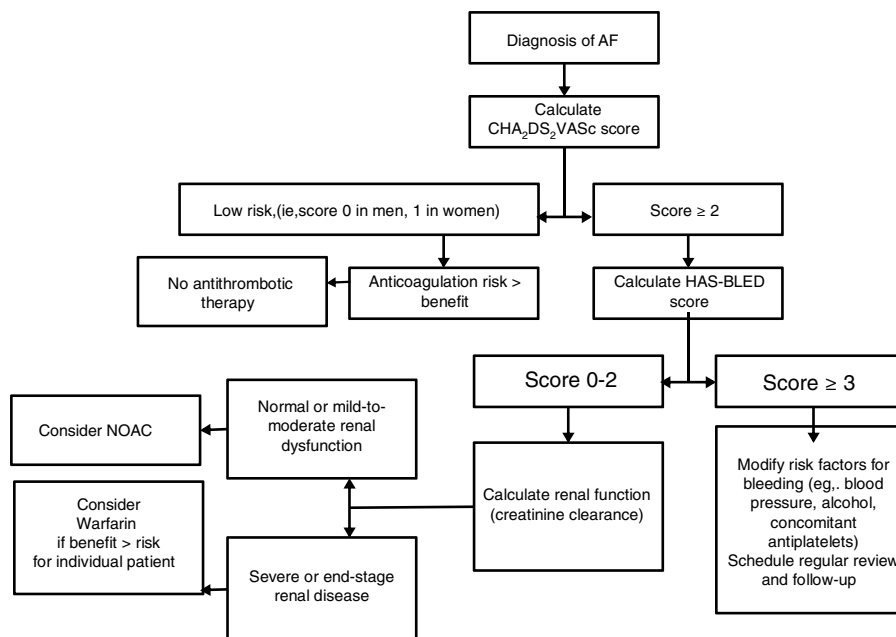 Diagnosis of AF
Calculate
CHA₂DS₂VASc score
Low risk,(ie,score 0 in men, 1 in women)
Score ≥ 2
No antithrombotic
therapy
Anticoagulation risk >
benefit
Calculate HAS-BLED
score
Score 0-2
Score ≥ 3
Consider NOAC
Normal or mild-to-
moderate renal
dysfunction
Consider
Warfarin
if benefit > risk
for individual patient
Calculate renal function
(creatinine clearance)
Modify risk factors for
bleeding (eg,. blood
pressure, alcohol,
concomitant
antiplatelets)
Schedule regular review
and follow-up
Severe or end-stage
renal disease